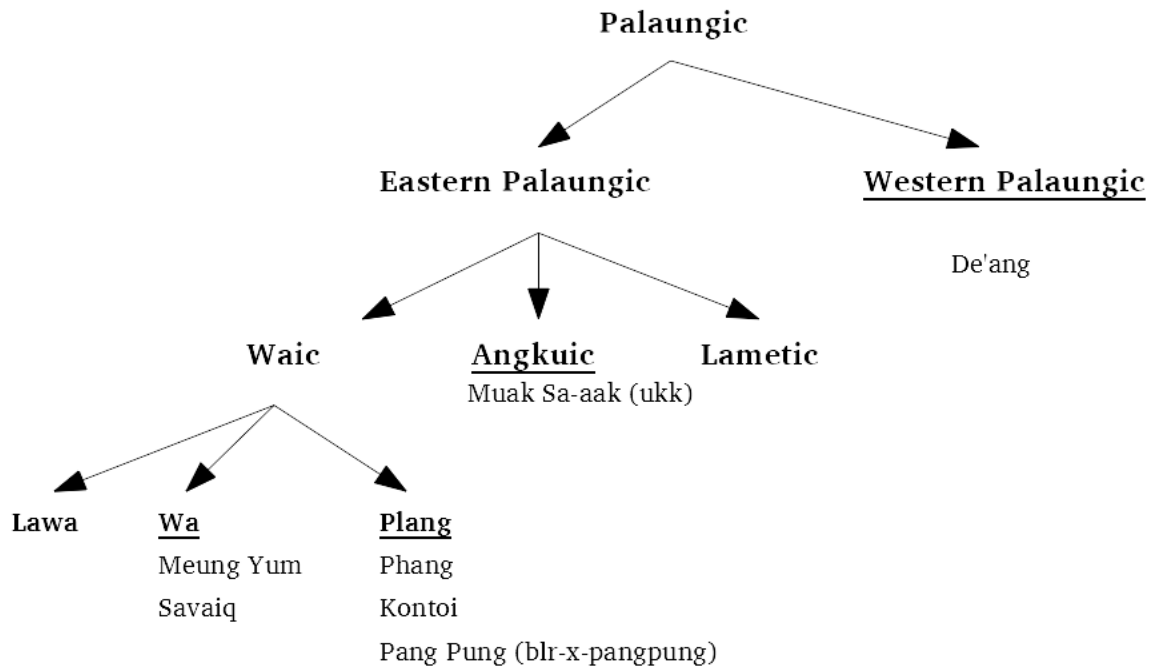 Palaungic
Eastern Palaungic
Western Palaungic
De'ang
Waic
Angkuic
Lametic
Muak Sa-aak (ukk)
Lawa
Wa
Plang
Meung Yum
Phang
Savaiq
Kontoi
Pang Pung (blr-x-pangpung)